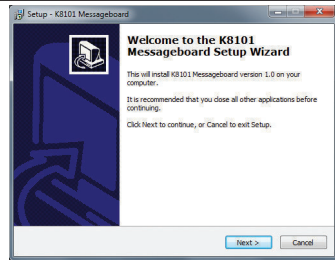 Setup - K8101 Messageboard
Welcome to the K8101
Messageboard Setup Wizard
This will install K8101 Messageboard version 1.0 on your
computer.
It is recommended that you close all other applications before
continuing.
Click Next to continue, or Cancel to exit Setup.
Next >
Cancel